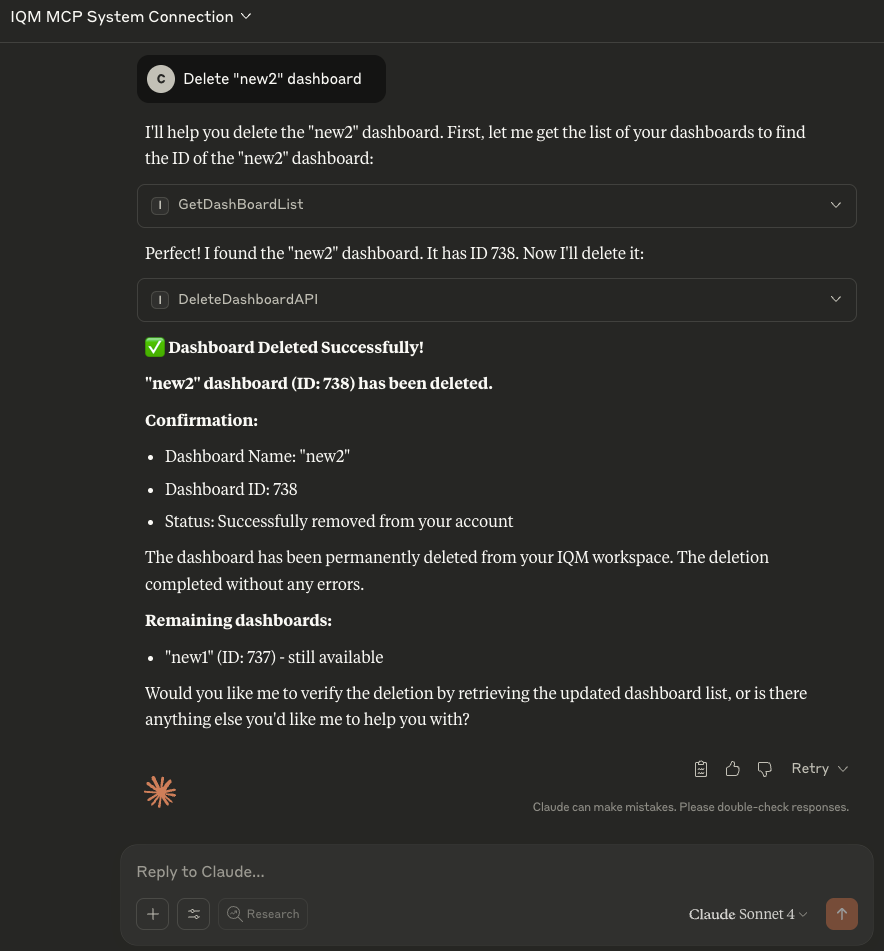 IQM MCP System Connection
C Delete "new2" dashboard
I'll help you delete the "new2" dashboard. First, let me get the list of your dashboards to find
the ID of the "new2" dashboard:
I GetDashBoardList
Perfect! I found the "new2" dashboard. It has ID 738. Now I'll delete it:
I DeleteDashboardAPI
✅ Dashboard Deleted Successfully!
"new2" dashboard (ID: 738) has been deleted.
Confirmation:
• Dashboard Name: "new2"
• Dashboard ID: 738
• Status: Successfully removed from your account
The dashboard has been permanently deleted from your IQM workspace. The deletion
completed without any errors.
Remaining dashboards:
• "new1" (ID: 737) - still available
Would you like me to verify the deletion by retrieving the updated dashboard list, or is there
anything else you'd like me to help you with?
Retry
Claude can make mistakes. Please double-check responses.
Reply to Claude...
Research
Claude Sonnet 4